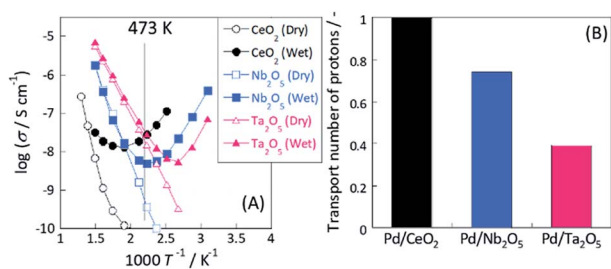 473 K
log (σ / S cm⁻¹)
-4
-5
-6
-7
-8
-9
-10
1
1.5
2
2.5
3
3.5
4
1000 T⁻¹ / K⁻¹
(A)
CeO₂ (Dry)
CeO₂ (Wet)
Nb₂O₅ (Dry)
Nb₂O₅ (Wet)
Ta₂O₅ (Dry)
Ta₂O₅ (Wet)
Transport number of protons / -
1
0.8
0.6
0.4
0.2
0
(B)
Pd/CeO₂
Pd/Nb₂O₅
Pd/Ta₂O₅